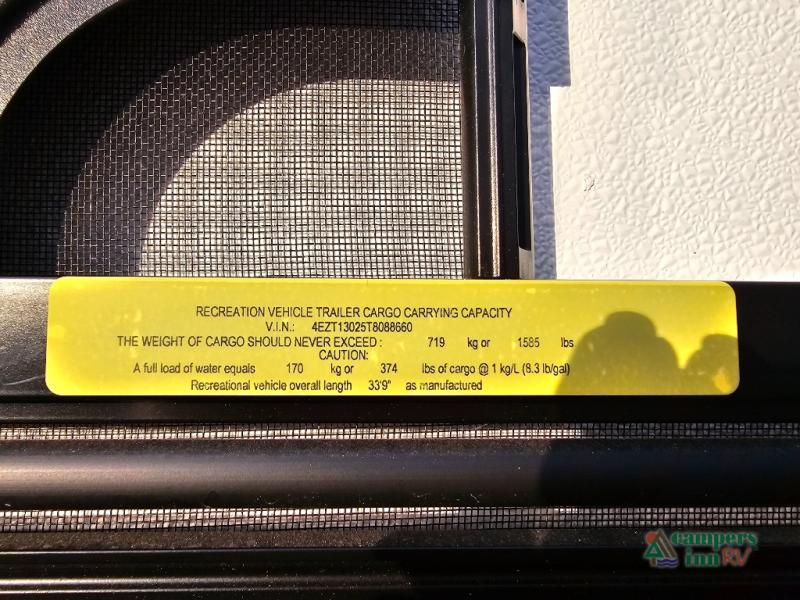 RECREATION VEHICLE TRAILER CARGO CARRYING CAPACITY
V.I.N.: 4EZT13025T8088660
THE WEIGHT OF CARGO SHOULD NEVER EXCEED: 719 kg or 1585 lbs
CAUTION:
A full load of water equals 170 kg or 374 lbs of cargo @ 1 kg/L (8.3 lb/gal)
Recreational vehicle overall length 33'9" as manufactured
campers
inn RV